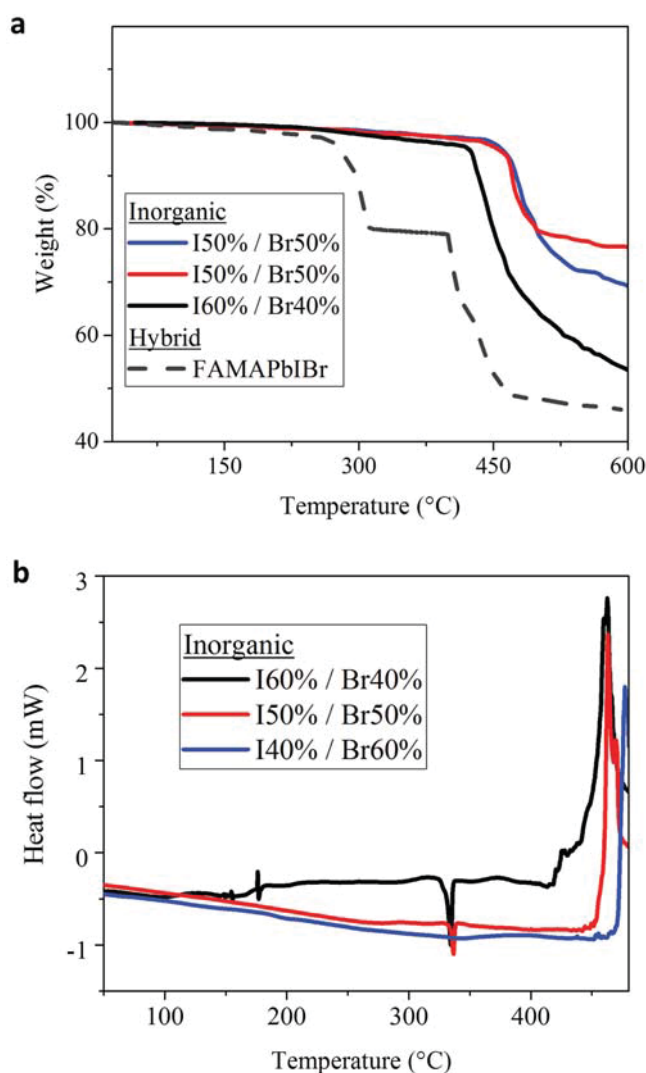 a
100
80
60
40
150
300
450
600
Weight (%)
Temperature (°C)
Inorganic
I50% / Br50%
I50% / Br50%
I60% / Br40%
Hybrid
FAMAPbIBr
b
3
2
1
0
-1
100
200
300
400
Heat flow (mW)
Temperature (°C)
Inorganic
I60% / Br40%
I50% / Br50%
I40% / Br60%